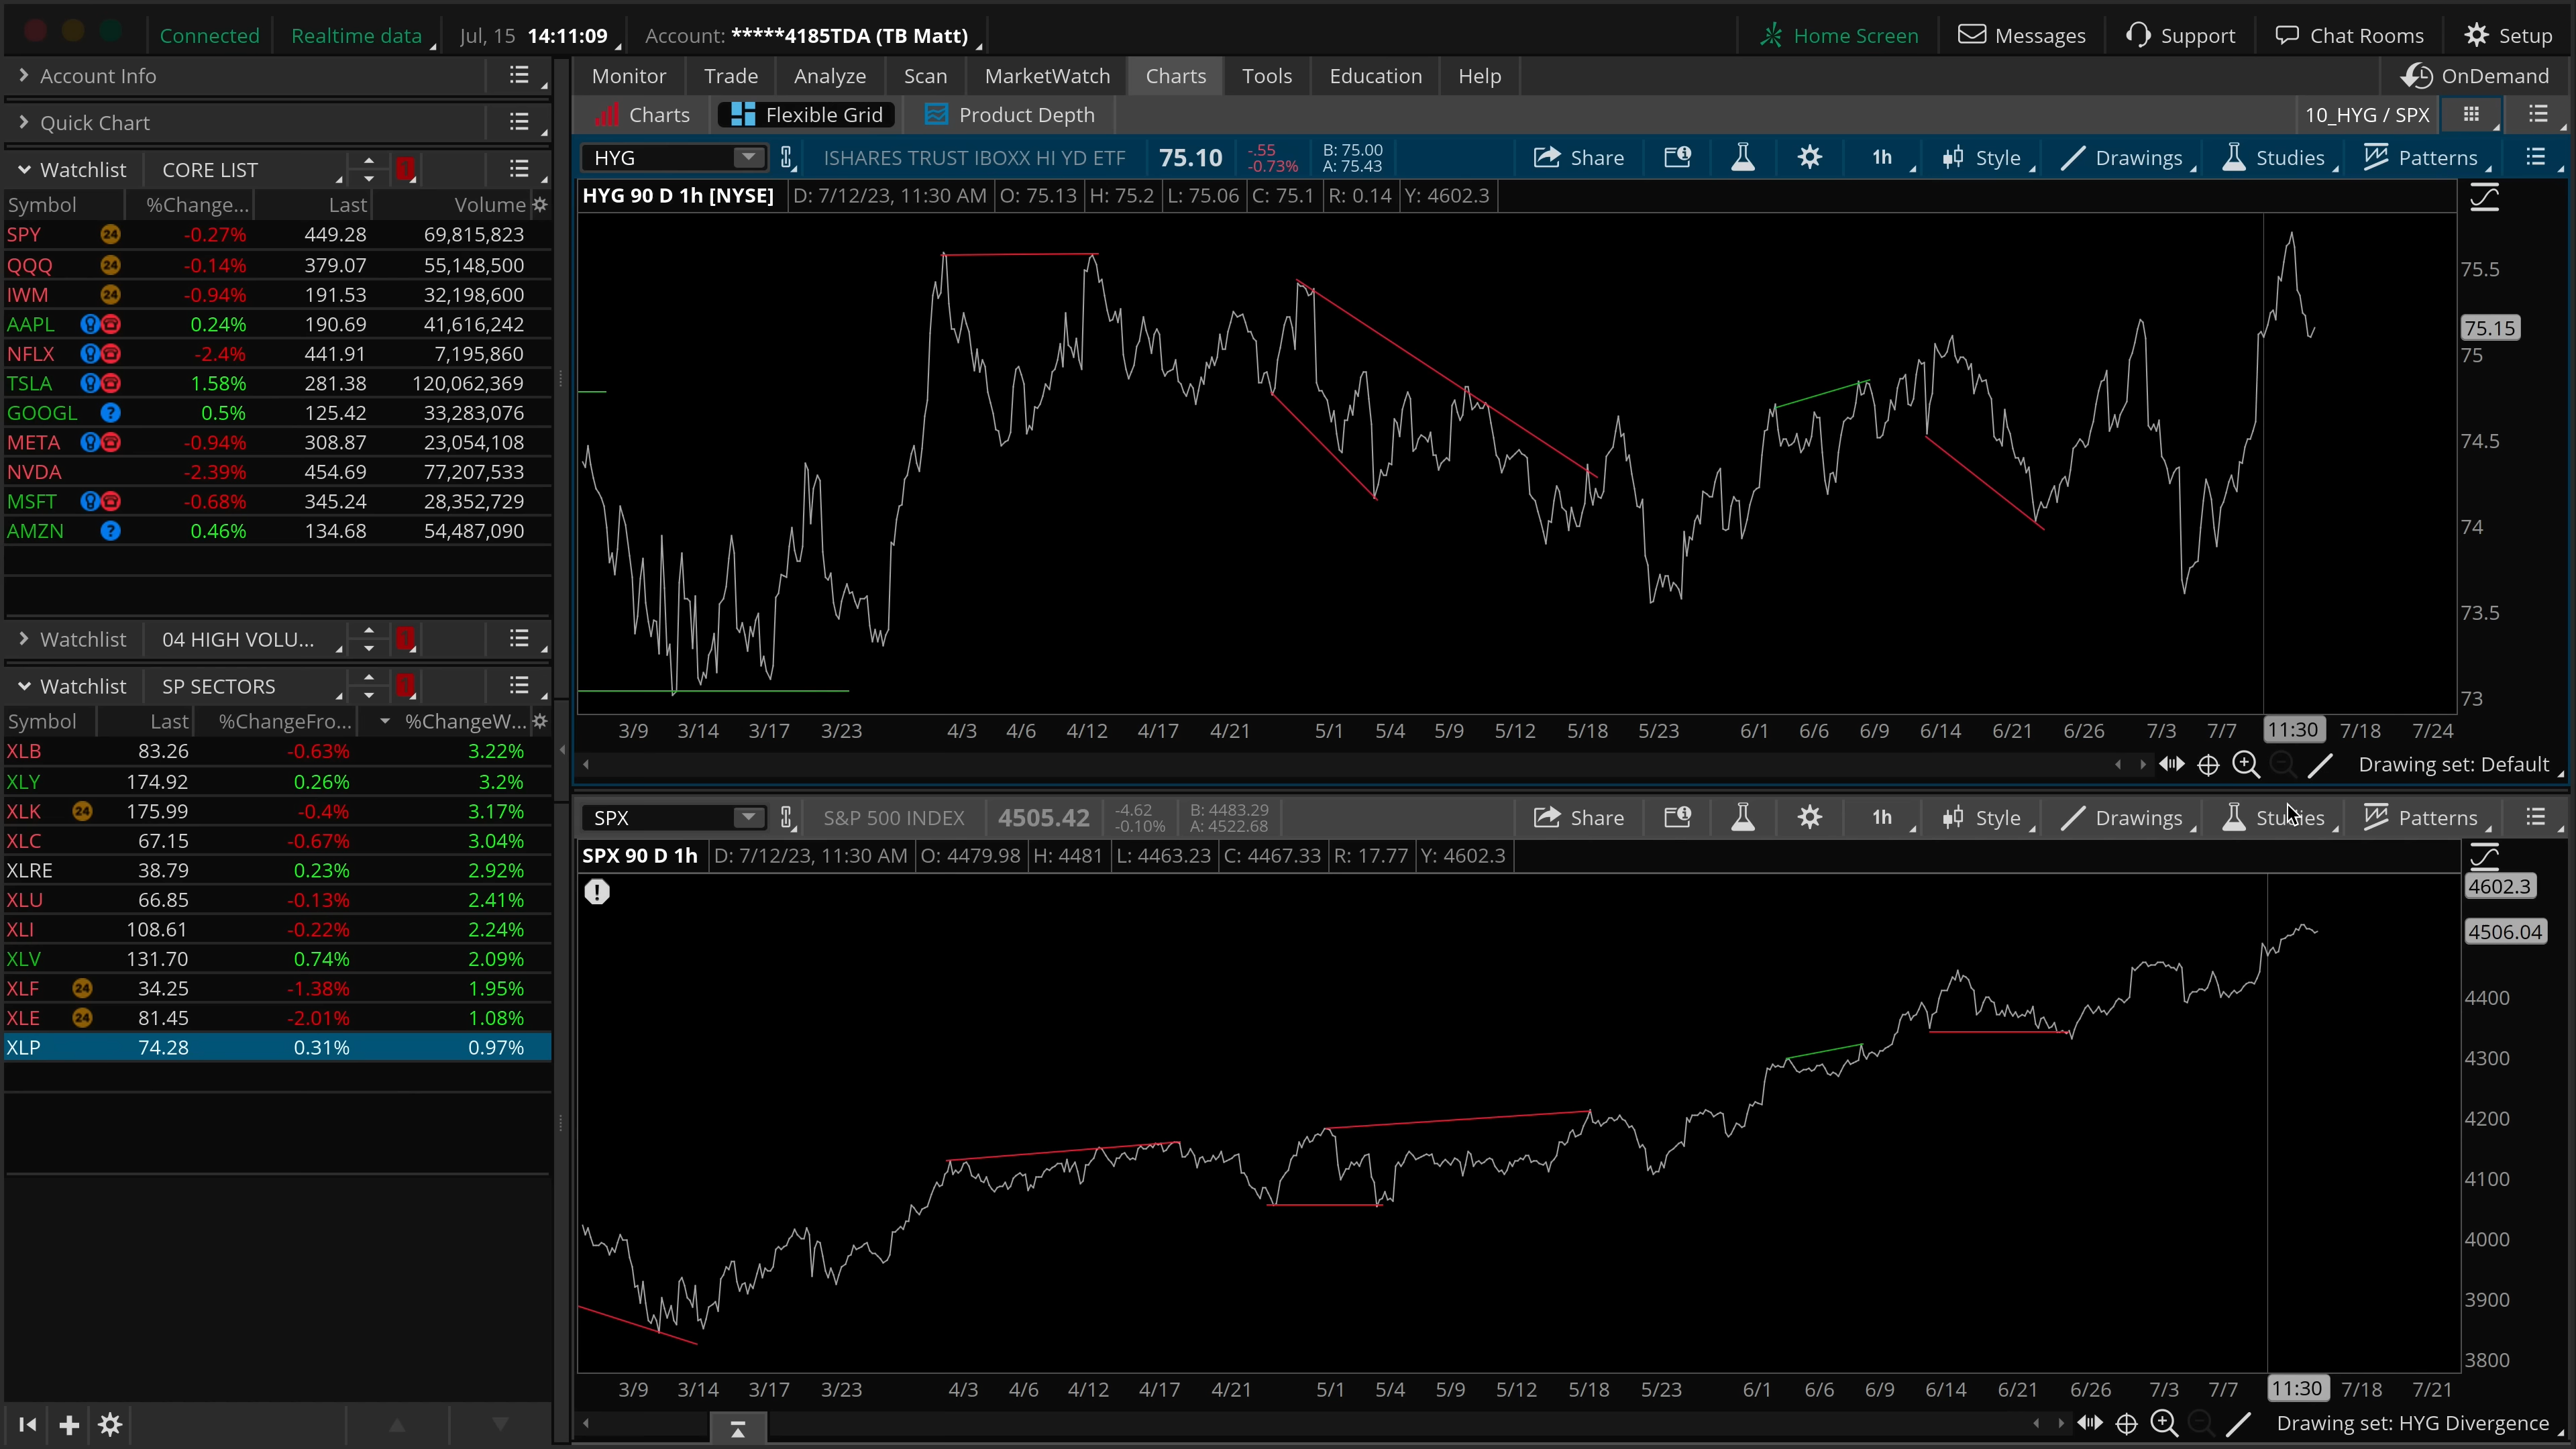 Connected Realtime data Jul, 15 14:11:09 Account: *****4185TDA (TB Matt) Home Screen Messages Support Chat Rooms Setup
Account Info
Quick Chart
Watchlist CORE LIST 1
Symbol %Change... Last Volume
SPY 24 -0.27% 449.28 69,815,823
QQQ 24 -0.14% 379.07 55,148,500
IWM 24 -0.94% 191.53 32,198,600
AAPL 0.24% 190.69 41,616,242
NFLX -2.4% 441.91 7,195,860
TSLA 1.58% 281.38 120,062,369
GOOGL ? 0.5% 125.42 33,283,076
META -0.94% 308.87 23,054,108
NVDA -2.39% 454.69 77,207,533
MSFT -0.68% 345.24 28,352,729
AMZN ? 0.46% 134.68 54,487,090
Watchlist 04 HIGH VOLU...
Watchlist SP SECTORS 1
Symbol Last %ChangeFro... %ChangeW...
XLB 83.26 -0.63% 3.22%
XLY 174.92 0.26% 3.2%
XLK 24 175.99 -0.4% 3.17%
XLC 67.15 -0.67% 3.04%
XLRE 38.79 0.23% 2.92%
XLU 66.85 -0.13% 2.41%
XLI 108.61 -0.22% 2.24%
XLV 131.70 0.74% 2.09%
XLF 24 34.25 -1.38% 1.95%
XLE 24 81.45 -2.01% 1.08%
XLP 74.28 0.31% 0.97%
Monitor Trade Analyze Scan MarketWatch Charts Tools Education Help OnDemand
Charts Flexible Grid Product Depth 10_HYG / SPX
HYG ISHARES TRUST IBOXX HI YD ETF 75.10 -.55 -0.73% B: 75.00 A: 75.43 Share 1h Style Drawings Studies Patterns
HYG 90 D 1h [NYSE] D: 7/12/23, 11:30 AM O: 75.13 H: 75.2 L: 75.06 C: 75.1 R: 0.14 Y: 4602.3
75.5
75.15
75
74.5
74
73.5
73
3/9 3/14 3/17 3/23 4/3 4/6 4/12 4/17 4/21 5/1 5/4 5/9 5/12 5/18 5/23 6/1 6/6 6/9 6/14 6/21 6/26 7/3 7/7 11:30 7/18 7/24
Drawing set: Default
SPX S&P 500 INDEX 4505.42 -4.62 -0.10% B: 4483.29 A: 4522.68 Share 1h Style Drawings Studies Patterns
SPX 90 D 1h D: 7/12/23, 11:30 AM O: 4479.98 H: 4481 L: 4463.23 C: 4467.33 R: 17.77 Y: 4602.3
4602.3
4506.04
4400
4300
4200
4100
4000
3900
3800
3/9 3/14 3/17 3/23 4/3 4/6 4/12 4/17 4/21 5/1 5/4 5/9 5/12 5/18 5/23 6/1 6/6 6/9 6/14 6/21 6/26 7/3 7/7 11:30 7/18 7/21
Drawing set: HYG Divergence